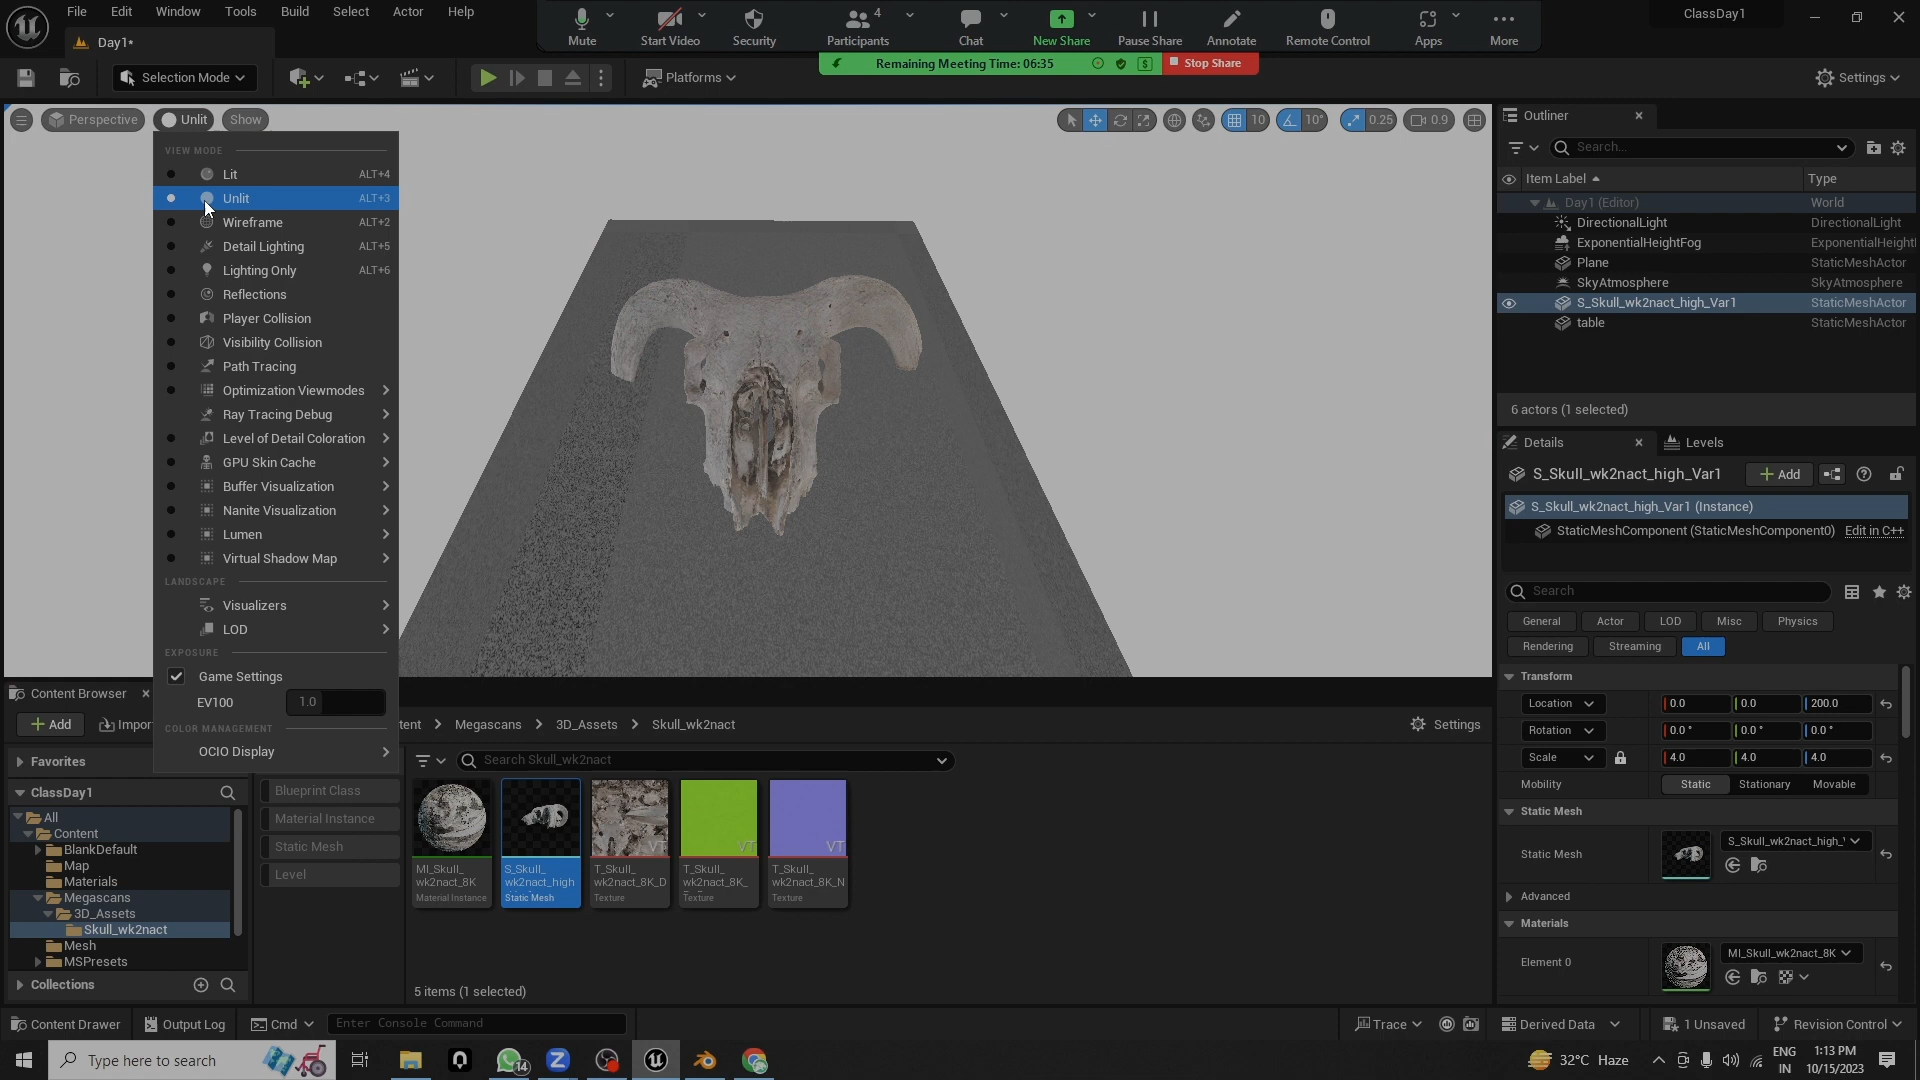 File Edit Window Tools Build Select Actor Help
Mute Start Video Security Participants 4 Chat New Share Pause Share Annotate Remote Control Apps More
ClassDay1
Day1*
Remaining Meeting Time: 06:35 Stop Share
Selection Mode Platforms Settings
Perspective Unlit Show 10 10° 0.25 0.9
VIEW MODE
Lit ALT+4
Unlit ALT+3
Wireframe ALT+2
Detail Lighting ALT+5
Lighting Only ALT+6
Reflections
Player Collision
Visibility Collision
Path Tracing
Optimization Viewmodes
Ray Tracing Debug
Level of Detail Coloration
GPU Skin Cache
Buffer Visualization
Nanite Visualization
Lumen
Virtual Shadow Map
LANDSCAPE
Visualizers
LOD
EXPOSURE
Game Settings
EV100 1.0
COLOR MANAGEMENT
OCIO Display
Outliner
Search...
Item Label Type
Day1 (Editor) World
DirectionalLight DirectionalLight
ExponentialHeightFog ExponentialHeightl
Plane StaticMeshActor
SkyAtmosphere SkyAtmosphere
S_Skull_wk2nact_high_Var1 StaticMeshActor
table StaticMeshActor
6 actors (1 selected)
Details Levels
S_Skull_wk2nact_high_Var1 Add
S_Skull_wk2nact_high_Var1 (Instance)
StaticMeshComponent (StaticMeshComponent0) Edit in C++
Search
General Actor LOD Misc Physics
Rendering Streaming All
Transform
Location 0.0 0.0 200.0
Rotation 0.0 ° 0.0 ° 0.0 °
Scale 4.0 4.0 4.0
Mobility Static Stationary Movable
Static Mesh
Static Mesh S_Skull_wk2nact_high_
Advanced
Materials
Element 0 MI_Skull_wk2nact_8K
Content Browser
Add Impor tent > Megascans > 3D_Assets > Skull_wk2nact Settings
Favorites
Search Skull_wk2nact
ClassDay1
All
Content
BlankDefault
Map
Materials
Megascans
3D_Assets
Skull_wk2nact
Mesh
MSPresets
Collections
Blueprint Class
Material Instance
Static Mesh
Level
MI_Skull_
wk2nact_8K
Material Instance
S_Skull_
wk2nact_high
Static Mesh
VT
T_Skull_
wk2nact_8K_D
Texture
VT
T_Skull_
wk2nact_8K_
Texture
VT
T_Skull_
wk2nact_8K_N
Texture
5 items (1 selected)
Content Drawer Output Log Cmd Enter Console Command Trace Derived Data 1 Unsaved Revision Control
Type here to search 14 32°C Haze ENG
IN
1:13 PM
10/15/2023